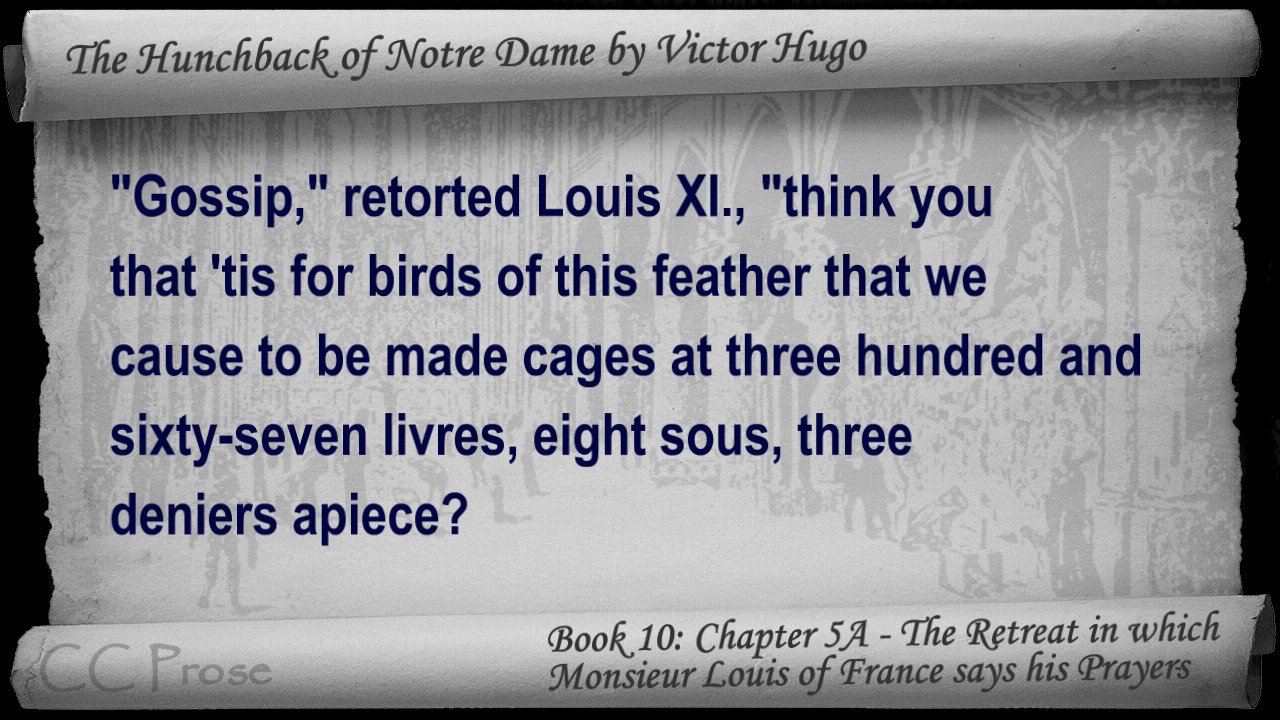 The Hunchback of Notre Dame by Victor Hugo
"Gossip," retorted Louis XI., "think you
that 'tis for birds of this feather that we
cause to be made cages at three hundred and
sixty-seven livres, eight sous, three
deniers apiece?
CC Prose
Book 10: Chapter 5A - The Retreat in which
Monsieur Louis of France says his Prayers